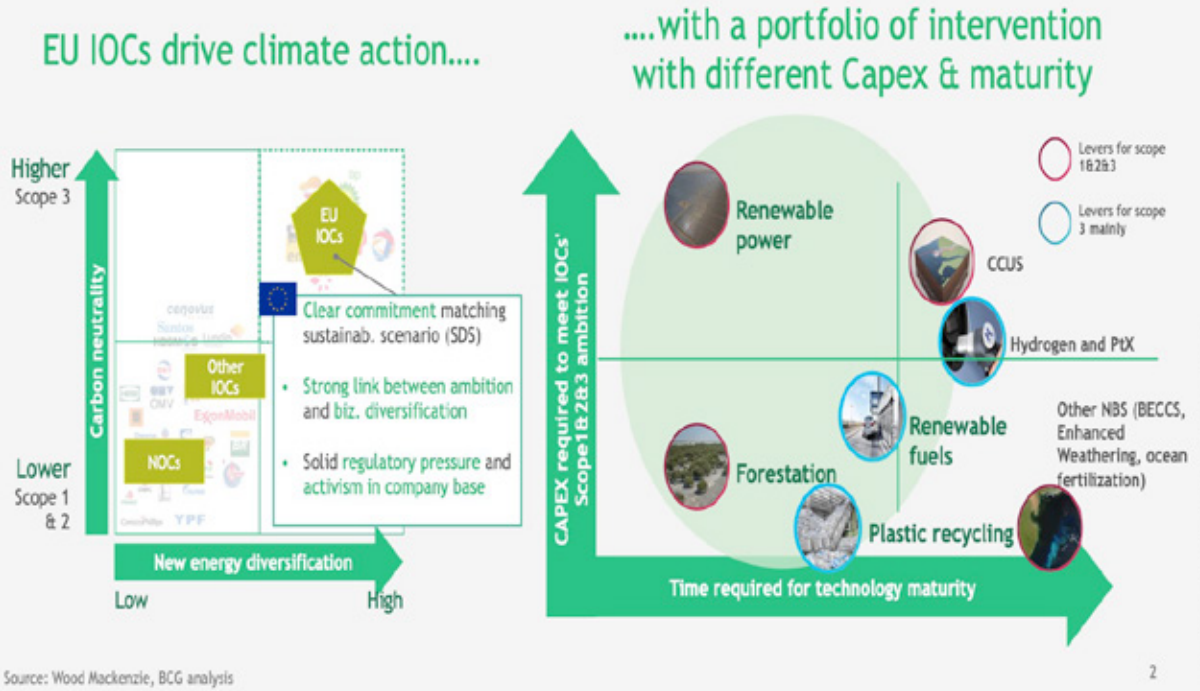 EU IOCs drive climate action....
....with a portfolio of intervention
with different Capex & maturity
Higher
Scope 3
Carbon neutrality
Lower
Scope 1
& 2
EU
IOCs
cenovus
Santos
Other
IOCs
OMV
ExxonMobil
NOCs
ConocoPhillips
YPF
Clear commitment matching
sustainab. scenario (SDS)
• Strong link between ambition
and biz. diversification
• Solid regulatory pressure and
activism in company base
New energy diversification
Low
High
CAPEX required to meet IOCs'
Scope1&2&3 ambition
Levers for scope
1&2&3
Levers for scope
3 mainly
Renewable
power
CCUS
Hydrogen and PtX
Renewable
fuels
Forestation
Other NBS (BECCS,
Enhanced
Weathering, ocean
fertilization)
Plastic recycling
Time required for technology maturity
Source: Wood Mackenzie, BCG analysis
2